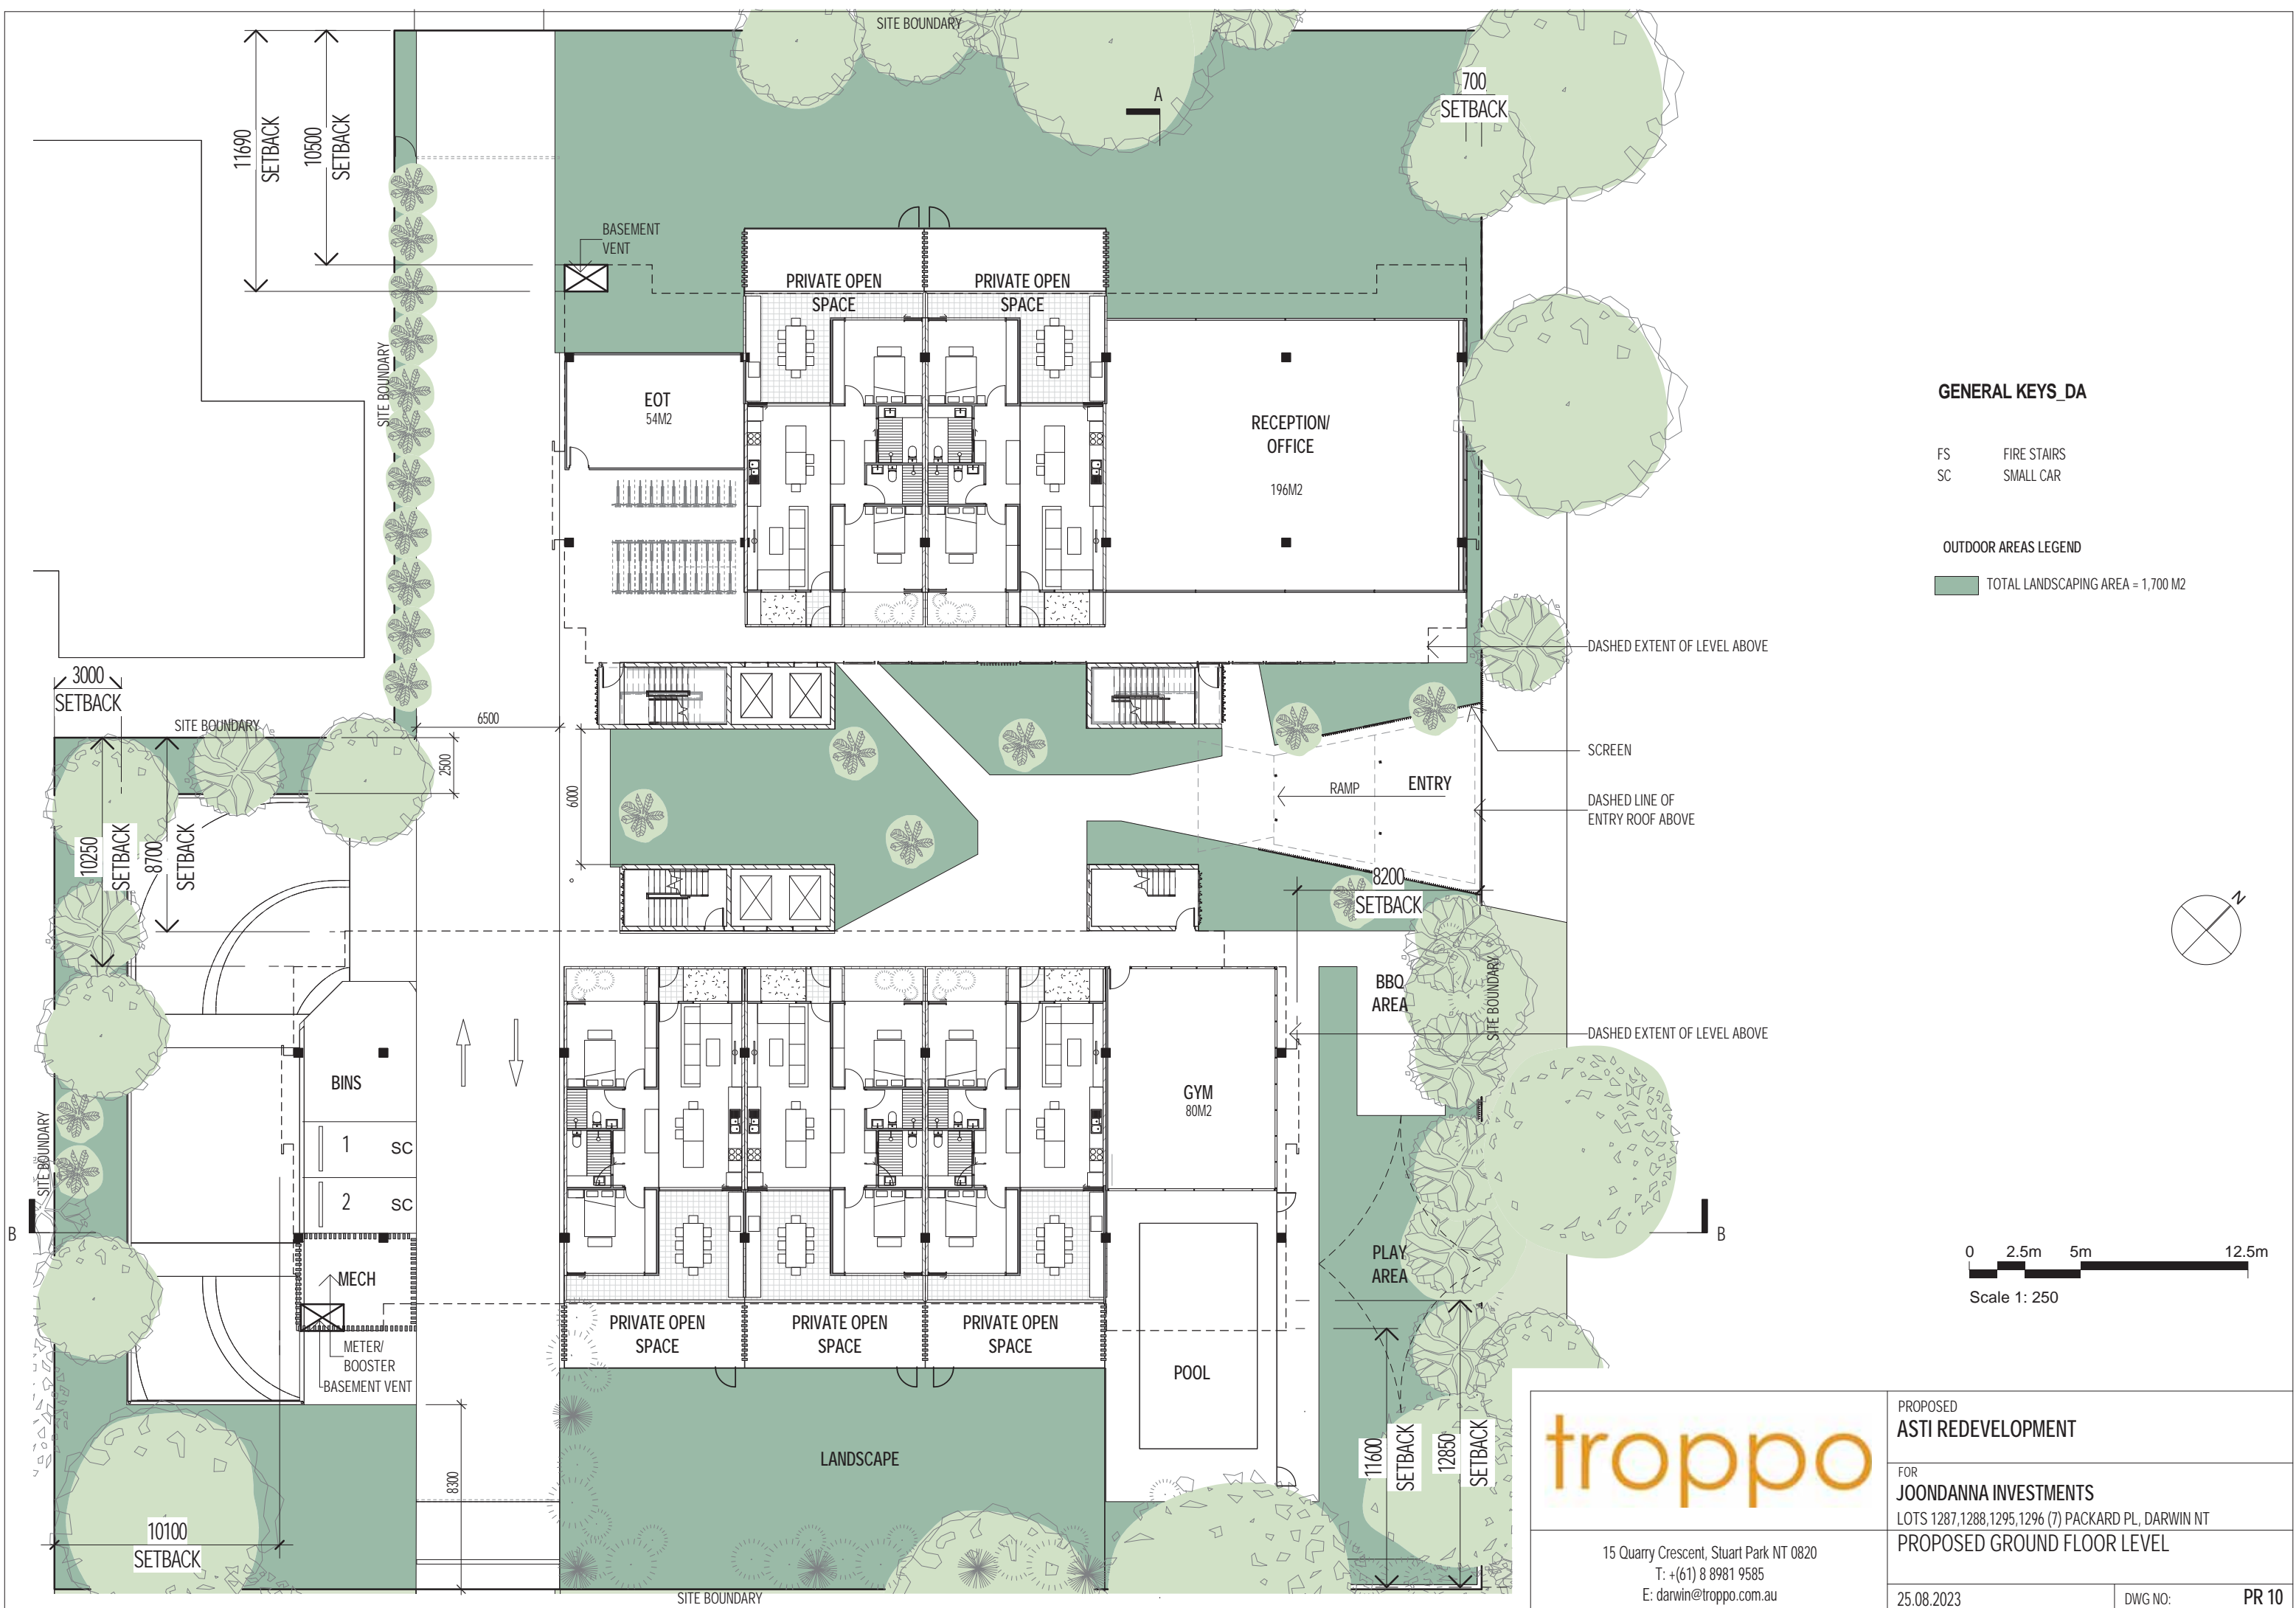 SITE BOUNDARY
11690
SETBACK
10500
SETBACK
700
SETBACK
A
BASEMENT
VENT
PRIVATE OPEN
SPACE
PRIVATE OPEN
SPACE
SITE BOUNDARY
EOT
54M2
RECEPTION/
OFFICE
196M2
GENERAL KEYS_DA
FS FIRE STAIRS
SC SMALL CAR
OUTDOOR AREAS LEGEND
TOTAL LANDSCAPING AREA = 1,700 M2
DASHED EXTENT OF LEVEL ABOVE
3000
SETBACK
SITE BOUNDARY
6500
2500
6000
RAMP
ENTRY
SCREEN
DASHED LINE OF
ENTRY ROOF ABOVE
10250
SETBACK
8700
SETBACK
8200
SETBACK
N
BBQ
AREA
SITE BOUNDARY
DASHED EXTENT OF LEVEL ABOVE
BINS
GYM
80M2
1 SC
2 SC
SITE BOUNDARY
B
B
MECH
PLAY
AREA
0 2.5m 5m 12.5m
Scale 1: 250
PRIVATE OPEN
SPACE
PRIVATE OPEN
SPACE
PRIVATE OPEN
SPACE
METER/
BOOSTER
BASEMENT VENT
POOL
LANDSCAPE
8300
11600
SETBACK
12850
SETBACK
10100
SETBACK
SITE BOUNDARY
troppo
15 Quarry Crescent, Stuart Park NT 0820
T: +(61) 8 8981 9585
E: darwin@troppo.com.au
PROPOSED
ASTI REDEVELOPMENT
FOR
JOONDANNA INVESTMENTS
LOTS 1287,1288,1295,1296 (7) PACKARD PL, DARWIN NT
PROPOSED GROUND FLOOR LEVEL
25.08.2023
DWG NO: PR 10